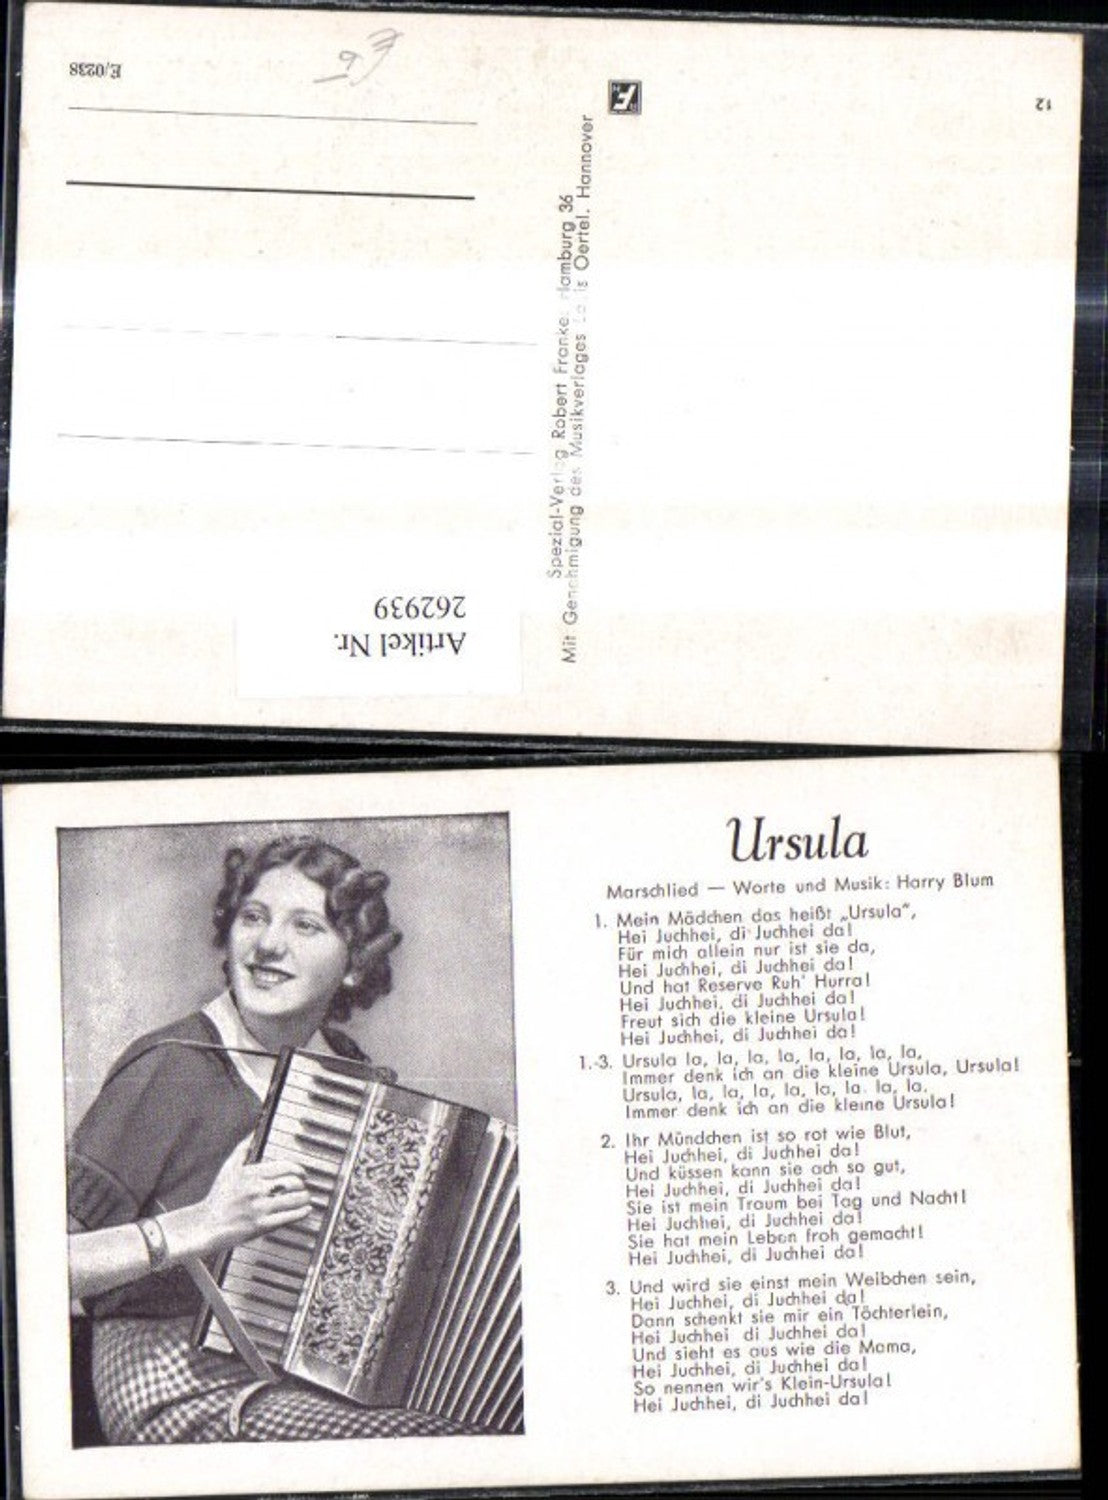 E/0238
12
Spezial-Verlag Robert Franke, Hamburg 36
Mit Genehmigung des Musikverlages Louis Oertel. Hannover
Artikel Nr.
262939
Ursula
Marschlied — Worte und Musik: Harry Blum
1. Mein Mädchen das heißt „Ursula“,
Hei Juchhei, di Juchhei da!
Für mich allein nur ist sie da,
Hei Juchhei, di Juchhei da!
Und hat Reserve Ruh' Hurra!
Hei Juchhei, di Juchhei da!
Freut sich die kleine Ursula!
Hei Juchhei, di Juchhei da!
1.-3. Ursula la, la, la, la, la, la, la, la,
Immer denk ich an die kleine Ursula, Ursula!
Ursula, la, la, la, la, la, la, la, la.
Immer denk ich an die kleine Ursula!
2. Ihr Mündchen ist so rot wie Blut,
Hei Juchhei, di Juchhei da!
Und küssen kann sie ach so gut,
Hei Juchhei, di Juchhei da!
Sie ist mein Traum bei Tag und Nacht!
Hei Juchhei, di Juchhei da!
Sie hat mein Leben froh gemacht!
Hei Juchhei, di Juchhei da!
3. Und wird sie einst mein Weibchen sein,
Hei Juchhei, di Juchhei da!
Dann schenkt sie mir ein Töchterlein,
Hei Juchhei di Juchhei da!
Und sieht es aus wie die Mama,
Hei Juchhei, di Juchhei da!
So nennen wir's Klein-Ursula!
Hei Juchhei, di Juchhei da!